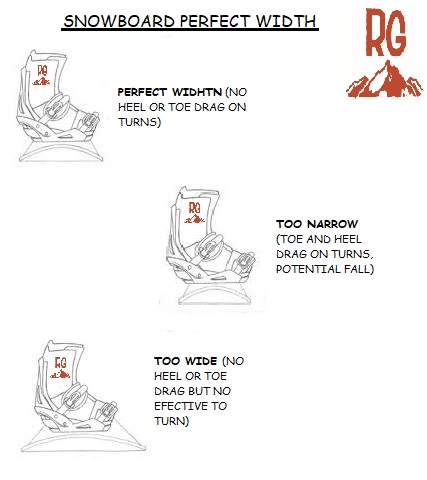 SNOWBOARD PERFECT WIDTH
RG
RG
PERFECT WIDHTN (NO
HEEL OR TOE DRAG ON
TURNS)
RG
TOO NARROW
(TOE AND HEEL
DRAG ON TURNS,
POTENTIAL FALL)
RG
TOO WIDE (NO
HEEL OR TOE
DRAG BUT NO
EFECTIVE TO
TURN)